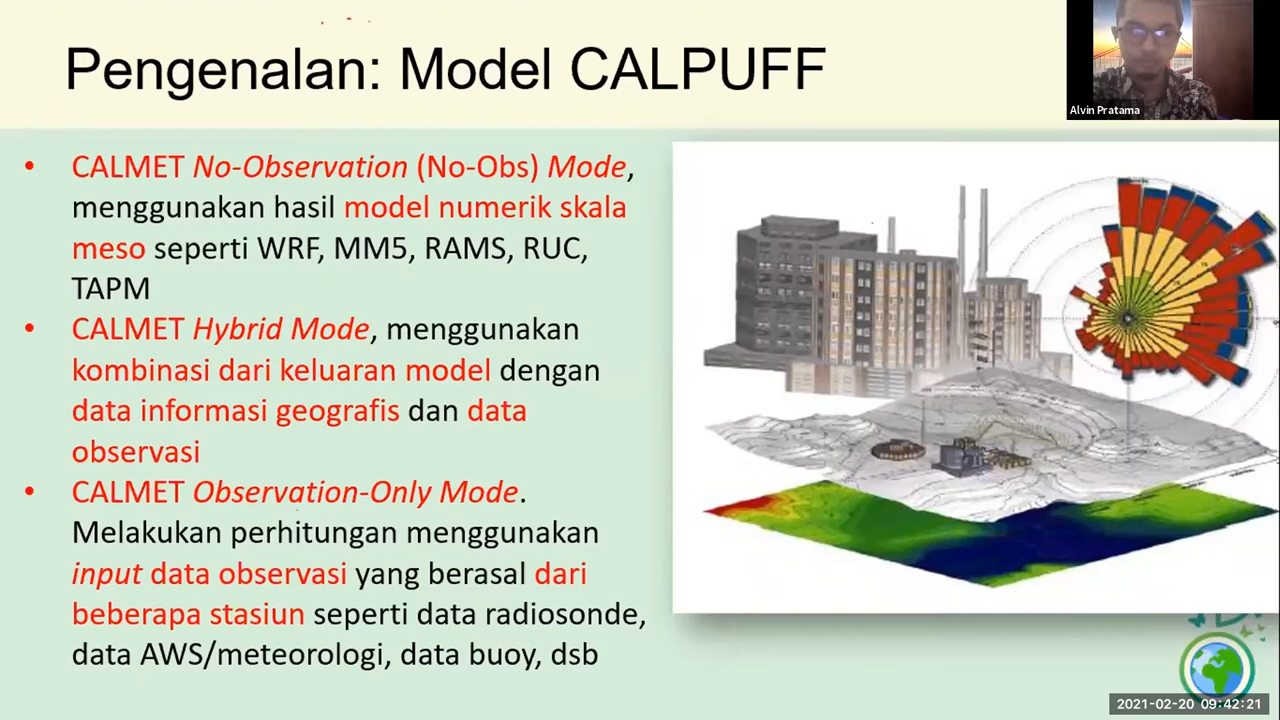 Pengenalan: Model CALPUFF
Alvin Pratama
• CALMET No-Observation (No-Obs) Mode,
menggunakan hasil model numerik skala
meso seperti WRF, MM5, RAMS, RUC,
TAPM
• CALMET Hybrid Mode, menggunakan
kombinasi dari keluaran model dengan
data informasi geografis dan data
observasi
• CALMET Observation-Only Mode.
Melakukan perhitungan menggunakan
input data observasi yang berasal dari
beberapa stasiun seperti data radiosonde,
data AWS/meteorologi, data buoy, dsb
2021-02-20 09:42:21